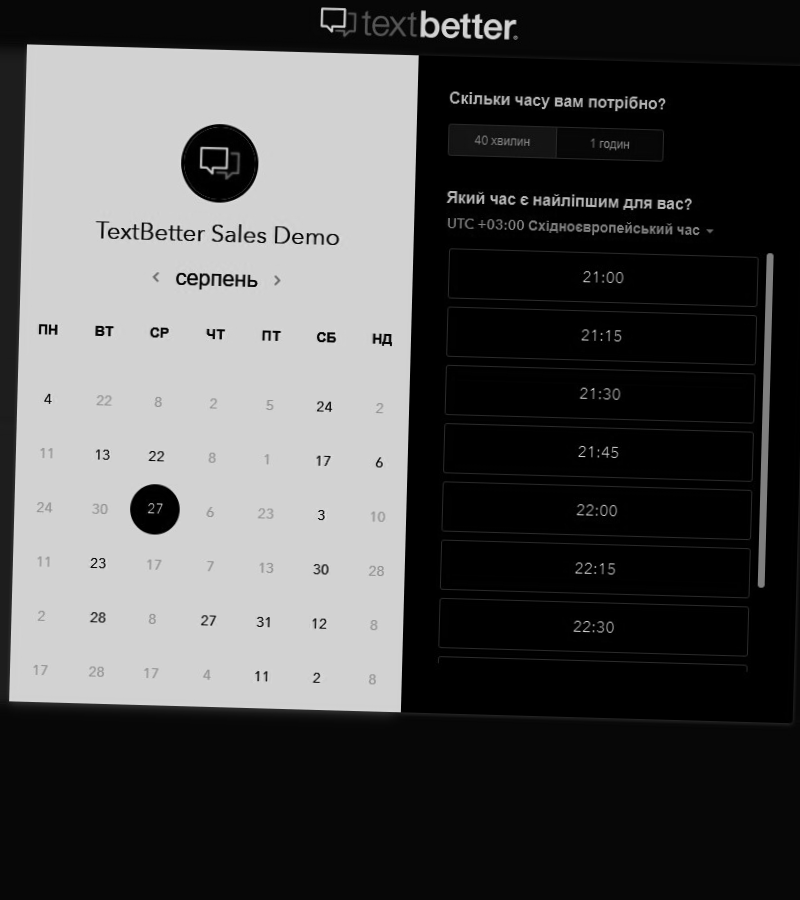 textbetter.
TextBetter Sales Demo
‹ серпень ›
ПН ВТ СР ЧТ ПТ СБ НД
4 22 8 2 5 24 2
11 13 22 8 1 17 6
24 30 27 6 23 3 10
11 23 17 7 13 30 28
2 28 8 27 31 12 8
17 28 17 4 11 2 8
Скільки часу вам потрібно?
40 хвилин 1 годин
Який час є найліпшим для вас?
UTC +03:00 Східноєвропейський час
21:00
21:15
21:30
21:45
22:00
22:15
22:30